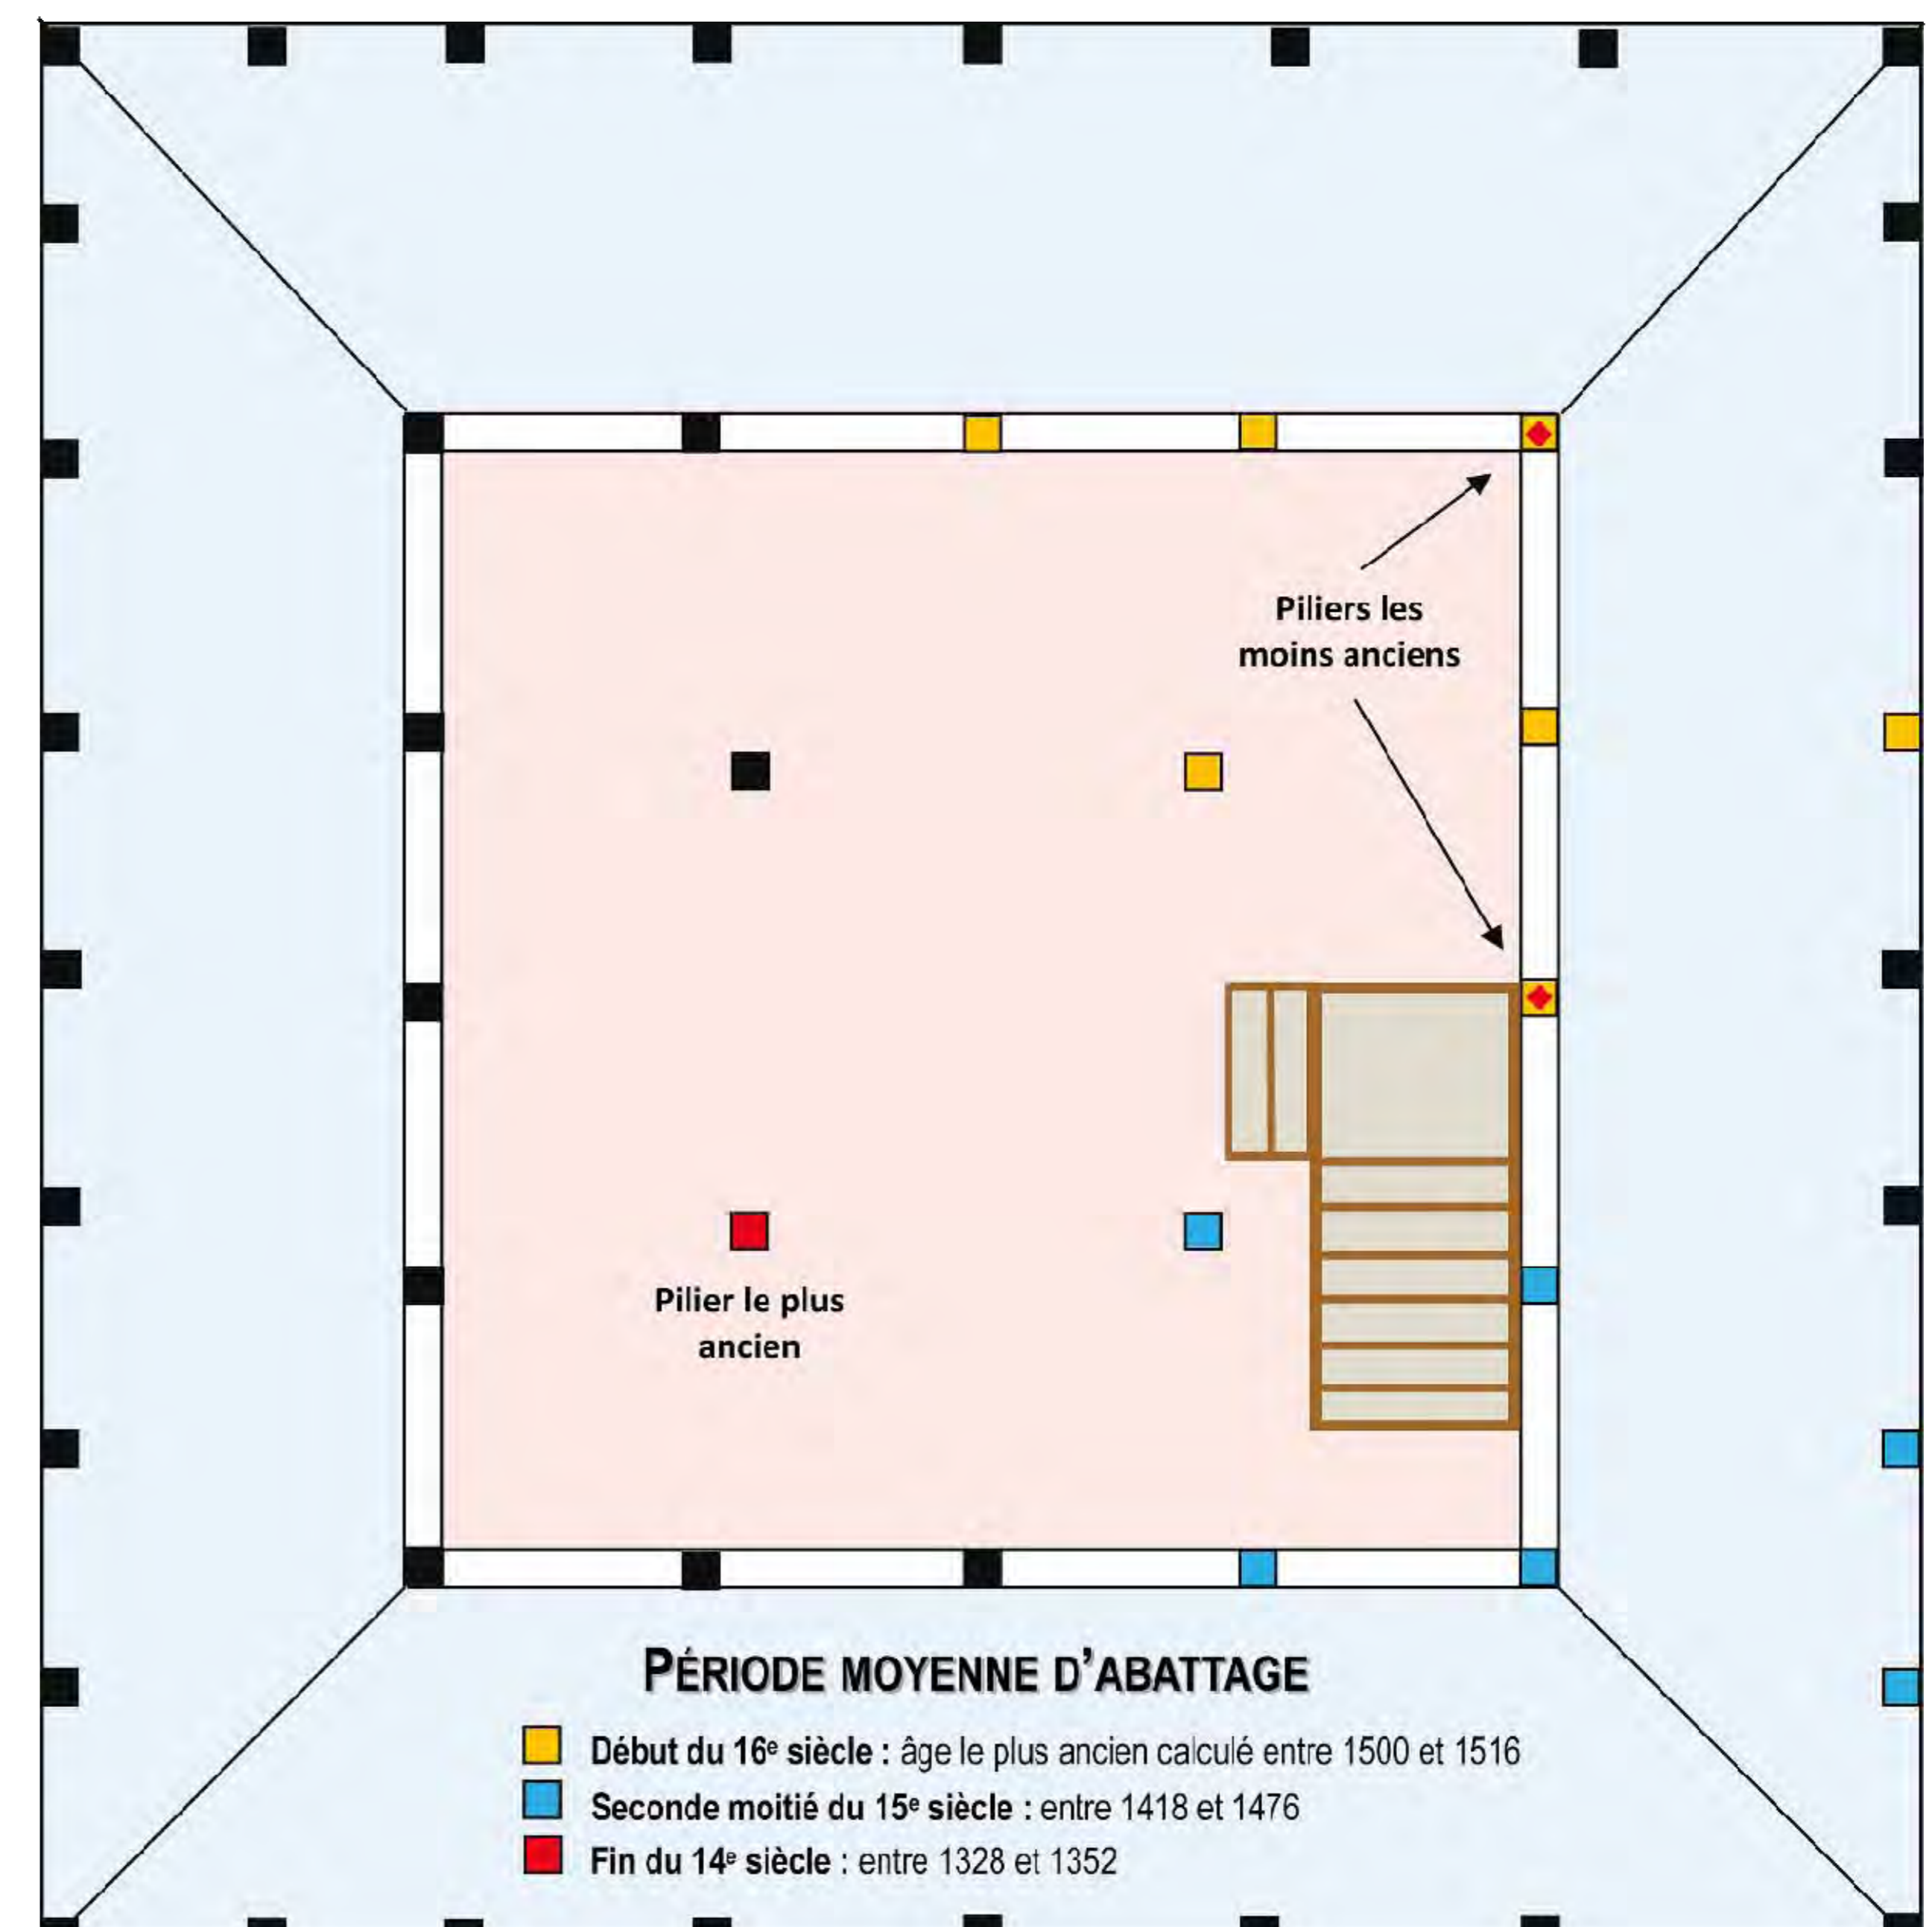 Piliers les
moins anciens
Pilier le plus
ancien
PÉRIODE MOYENNE D’ABATTAGE
Début du 16e siècle : âge le plus ancien calculé entre 1500 et 1516
Seconde moitié du 15e siècle : entre 1418 et 1476
Fin du 14e siècle : entre 1328 et 1352